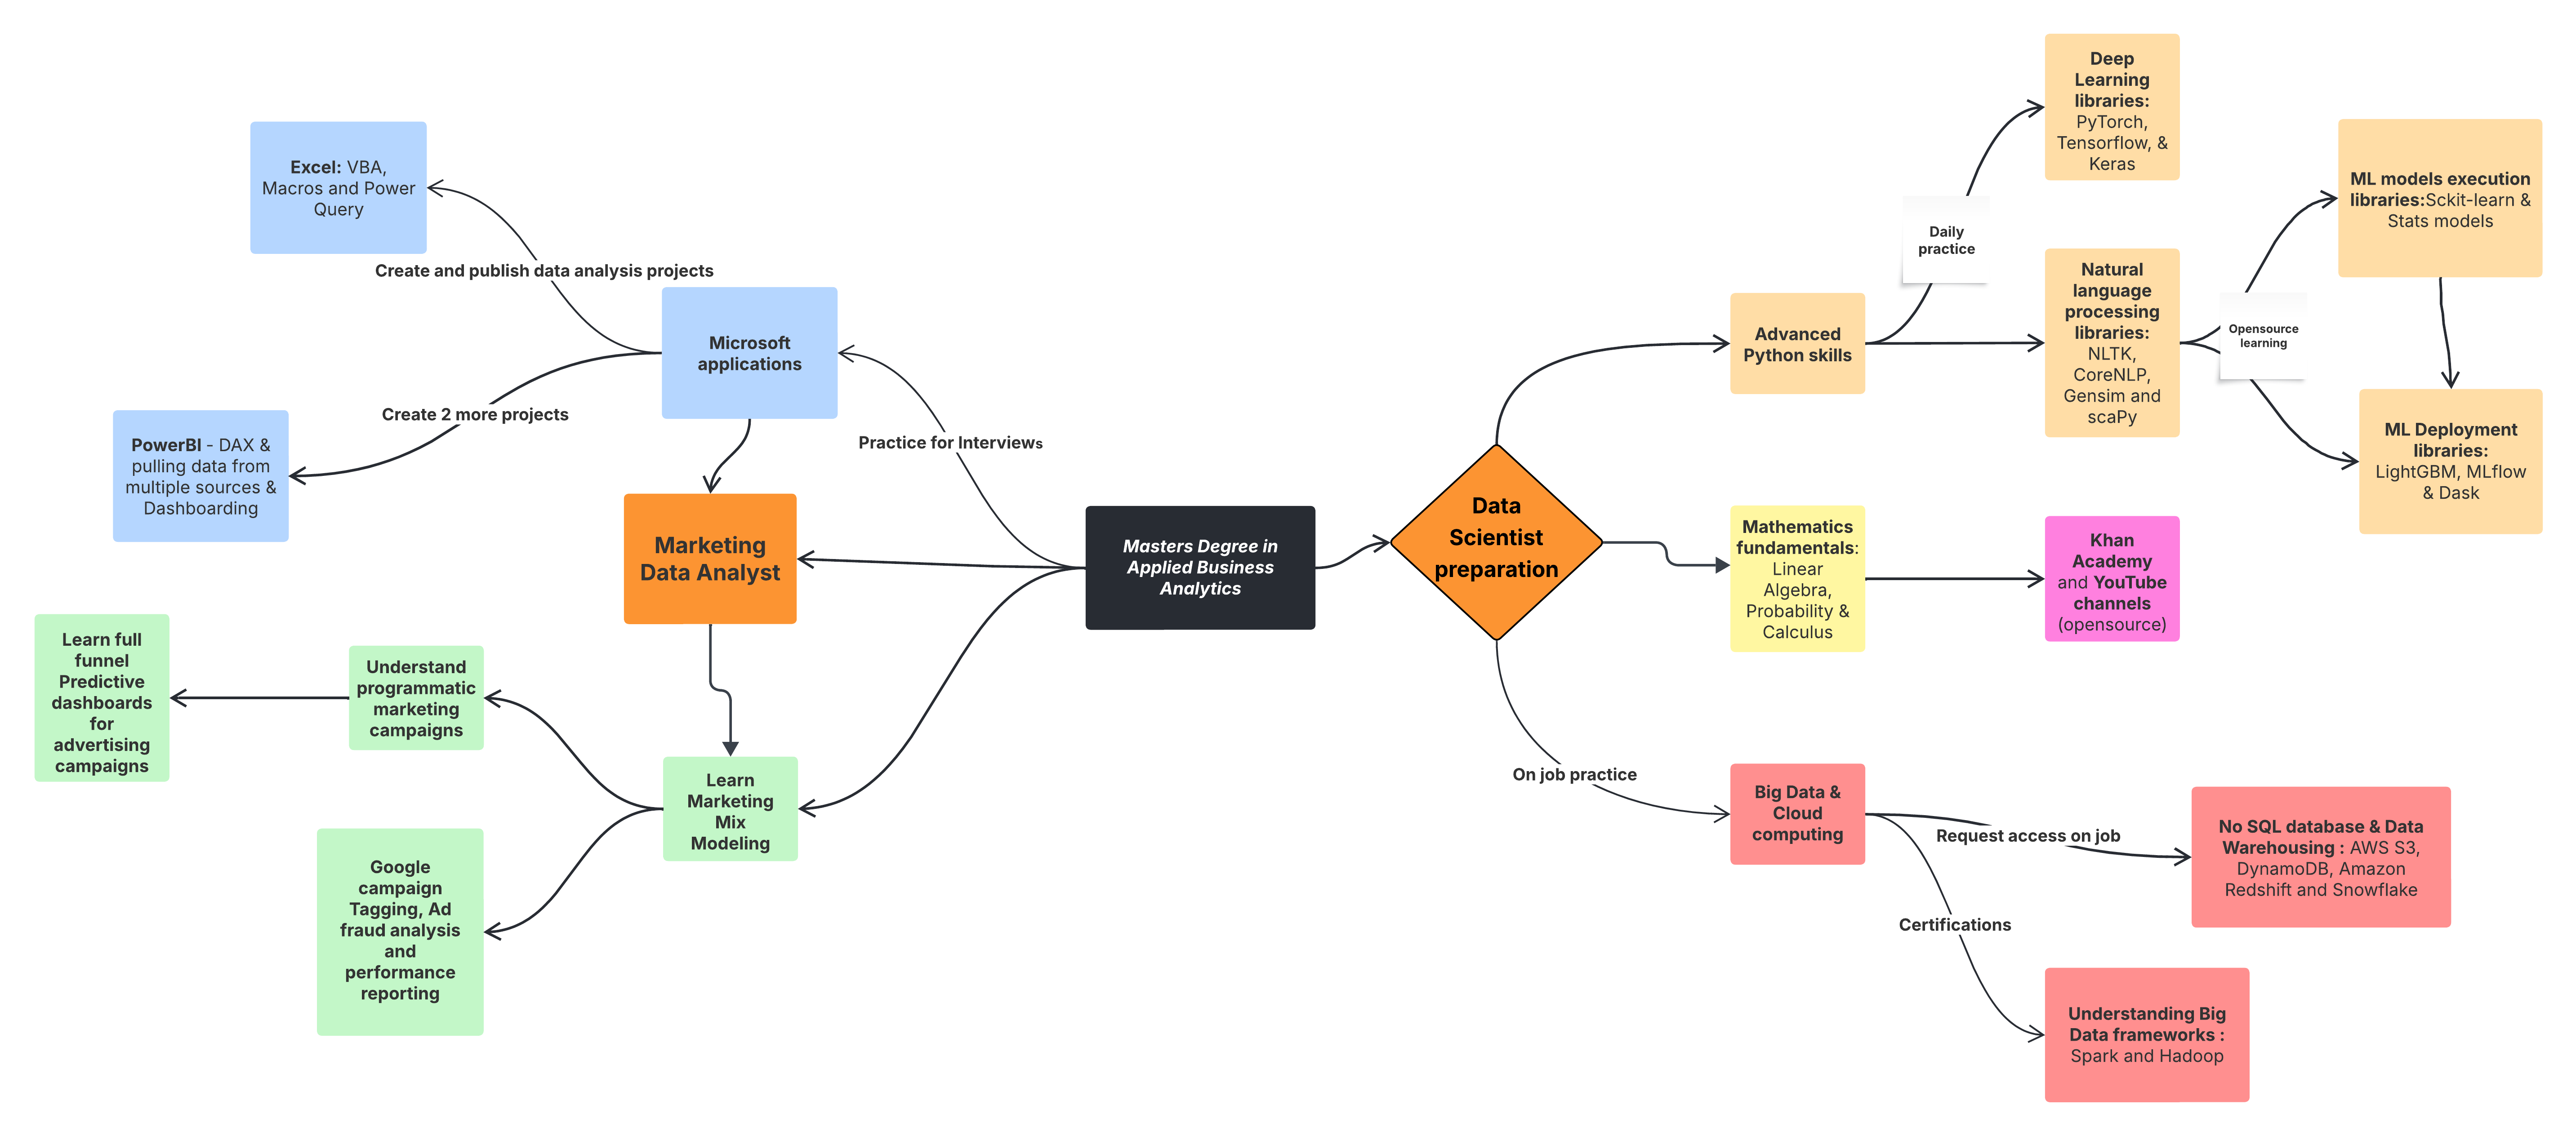 Excel: VBA,
Macros and Power
Query
Create and publish data analysis projects
Microsoft
applications
Create 2 more projects
PowerBI - DAX &
pulling data from
multiple sources &
Dashboarding
Practice for Interviews
Marketing
Data Analyst
Masters Degree in
Applied Business
Analytics
Learn full
funnel
Predictive
dashboards
for
advertising
campaigns
Understand
programmatic
marketing
campaigns
Learn
Marketing
Mix
Modeling
Google
campaign
Tagging, Ad
fraud analysis
and
performance
reporting
Data
Scientist
preparation
Advanced
Python skills
Daily
practice
Deep
Learning
libraries:
PyTorch,
Tensorflow, &
Keras
Natural
language
processing
libraries:
NLTK,
CoreNLP,
Gensim and
scaPy
Opensource
learning
ML models execution
libraries:Sckit-learn &
Stats models
ML Deployment
libraries:
LightGBM, MLflow
& Dask
Mathematics
fundamentals:
Linear
Algebra,
Probability &
Calculus
Khan
Academy
and YouTube
channels
(opensource)
On job practice
Big Data &
Cloud
computing
Request access on job
No SQL database & Data
Warehousing : AWS S3,
DynamoDB, Amazon
Redshift and Snowflake
Certifications
Understanding Big
Data frameworks :
Spark and Hadoop